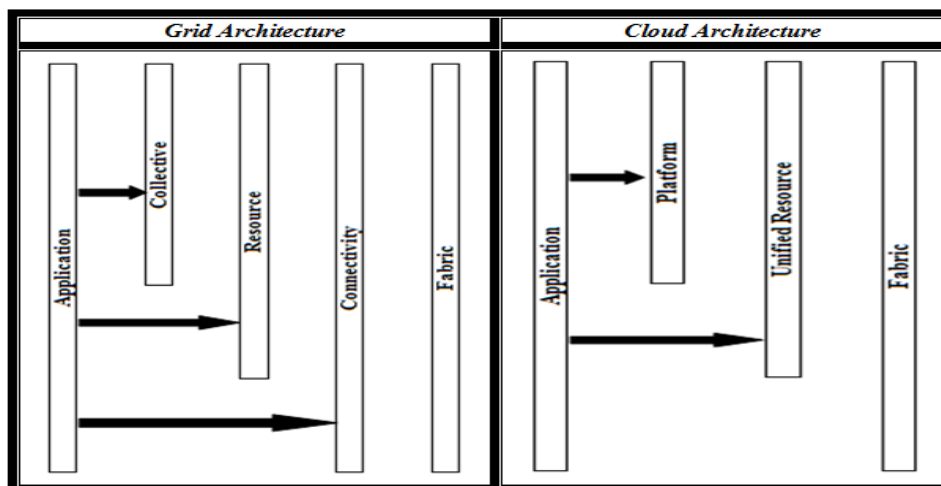 Grid Architecture
Cloud Architecture
Application
Collective
Resource
Connectivity
Fabric
Application
Platform
Unified Resource
Fabric